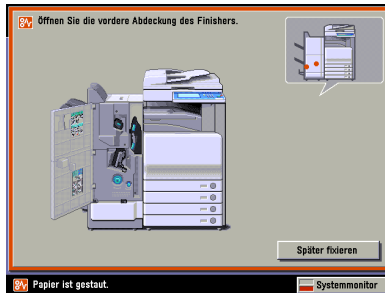 Öffnen Sie die vordere Abdeckung des Finishers.
Später fixieren
Papier ist gestaut.
Systemmonitor